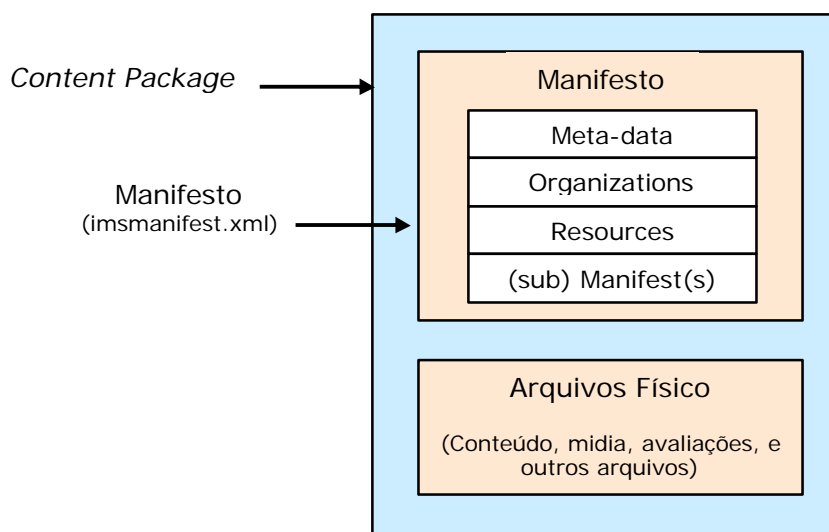 Content Package
Manifesto
(imsmanifest.xml)
Manifesto
Meta-data
Organizations
Resources
(sub) Manifest(s)
Arquivos Físico
(Conteúdo, midia, avaliações, e
outros arquivos)